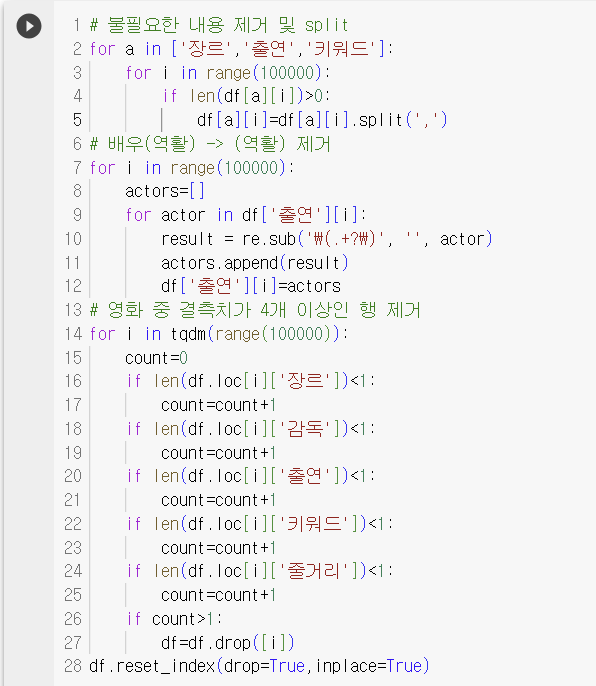 1 # 불필요한 내용 제거 및 split
2 for a in ['장르','출연','키워드']:
3     for i in range(100000):
4         if len(df[a][i])>0:
5             df[a][i]=df[a][i].split(',')
6 # 배우(역활) -> (역활) 제거
7 for i in range(100000):
8     actors=[]
9     for actor in df['출연'][i]:
10         result = re.sub('₩(.+?₩)', '', actor)
11         actors.append(result)
12         df['출연'][i]=actors
13 # 영화 중 결측치가 4개 이상인 행 제거
14 for i in tqdm(range(100000)):
15     count=0
16     if len(df.loc[i]['장르'])<1:
17         count=count+1
18     if len(df.loc[i]['감독'])<1:
19         count=count+1
20     if len(df.loc[i]['출연'])<1:
21         count=count+1
22     if len(df.loc[i]['키워드'])<1:
23         count=count+1
24     if len(df.loc[i]['줄거리'])<1:
25         count=count+1
26     if count>1:
27         df=df.drop([i])
28 df.reset_index(drop=True,inplace=True)